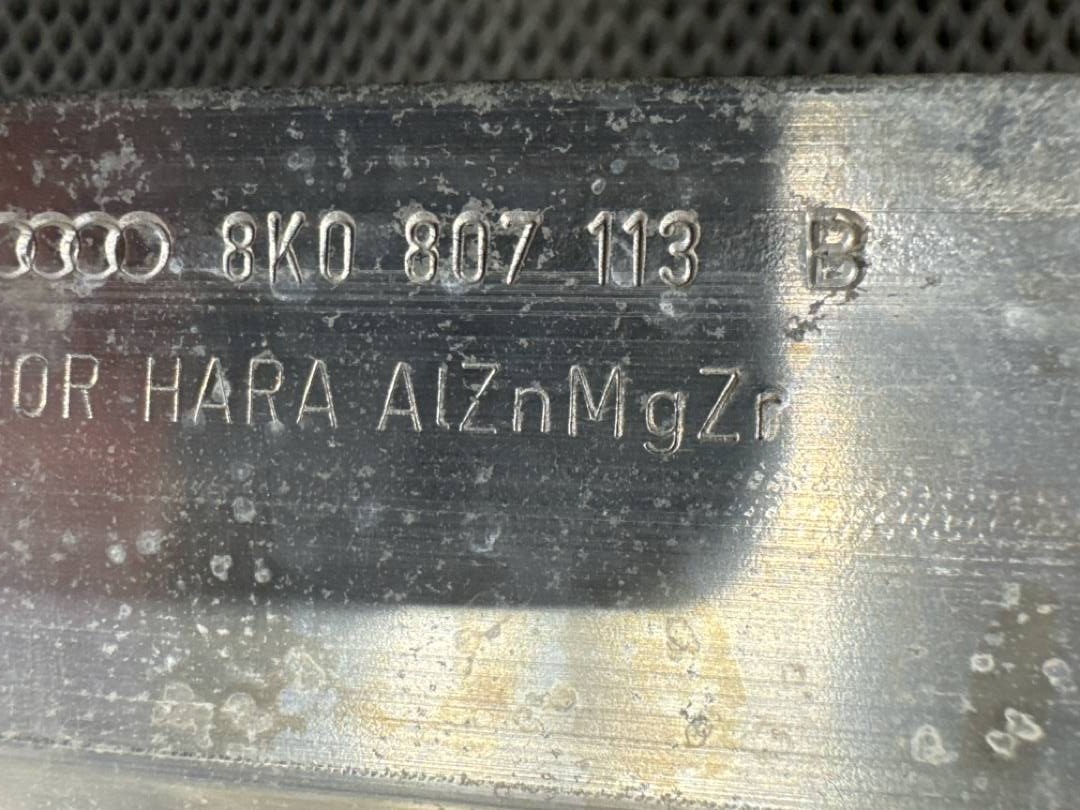 8K0 807 113 B
OR HARA AlZnMgZr